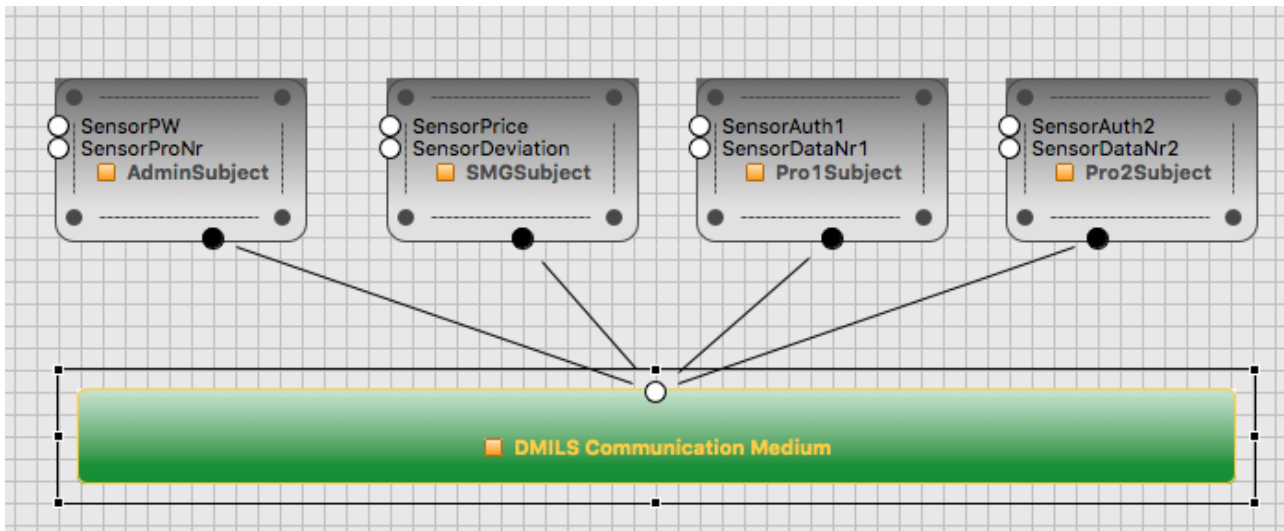 SensorPW
SensorProNr
AdminSubject
SensorPrice
SensorDeviation
SMGSubject
SensorAuth1
SensorDataNr1
Pro1Subject
SensorAuth2
SensorDataNr2
Pro2Subject
DMILS Communication Medium